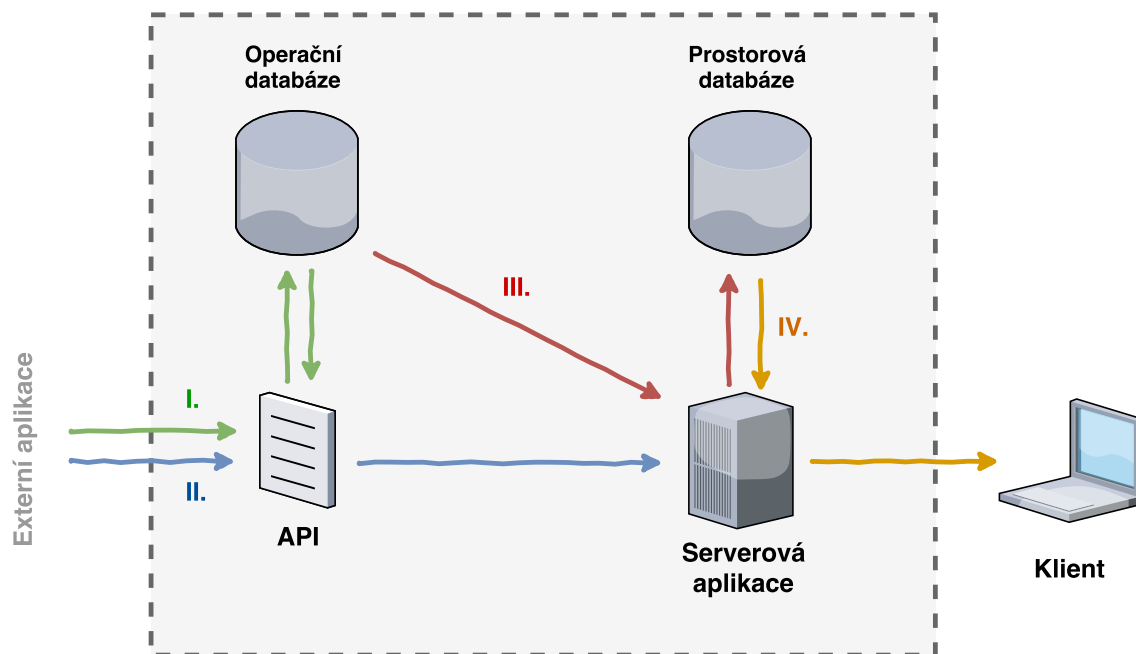 Operační
databáze
Prostorová
databáze
III.
IV.
Externí aplikace
I.
II.
API
Serverová
aplikace
Klient